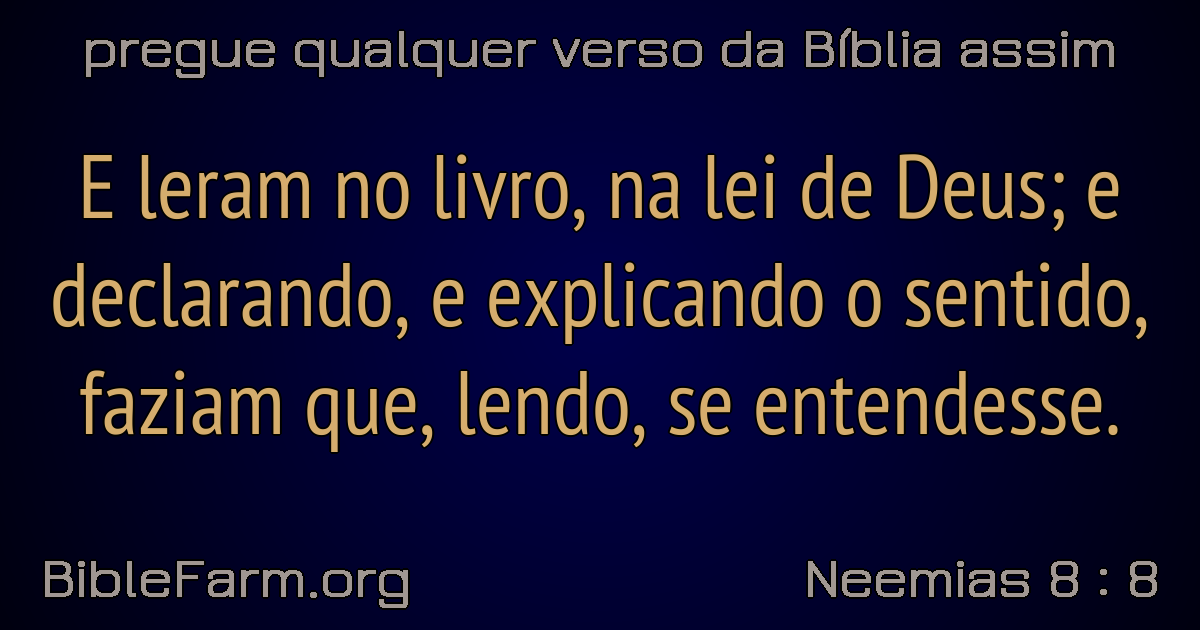 pregue qualquer verso da Bíblia assim
E leram no livro, na lei de Deus; e
declarando, e explicando o sentido,
faziam que, lendo, se entendesse.
BibleFarm.org
Neemias 8 : 8